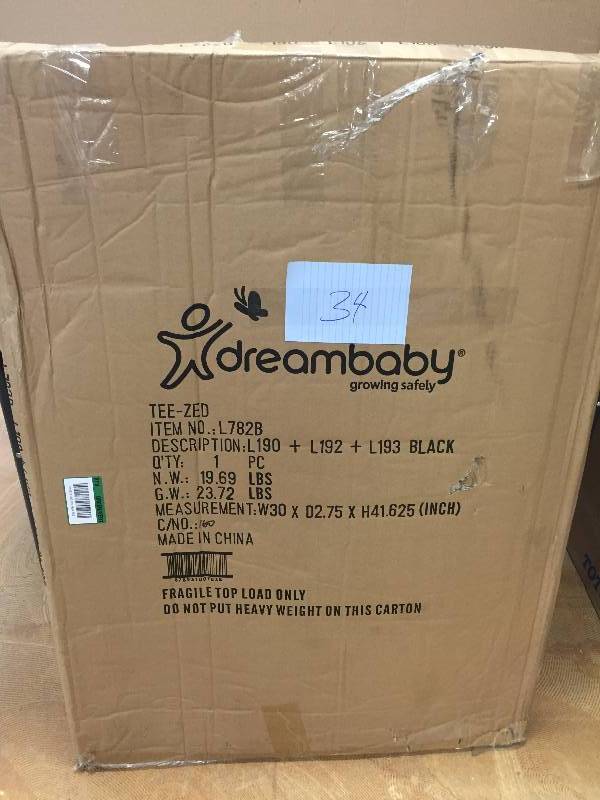 34
dreambaby®
growing safely
TEE-ZED
ITEM NO.:L782B
DESCRIPTION:L190 + L192 + L193 BLACK
Q'TY: 1 PC
N.W.: 19.69 LBS
G.W.: 23.72 LBS
MEASUREMENT:W30 X D2.75 X H41.625 (INCH)
C/NO.:160
MADE IN CHINA
FRAGILE TOP LOAD ONLY
DO NOT PUT HEAVY WEIGHT ON THIS CARTON